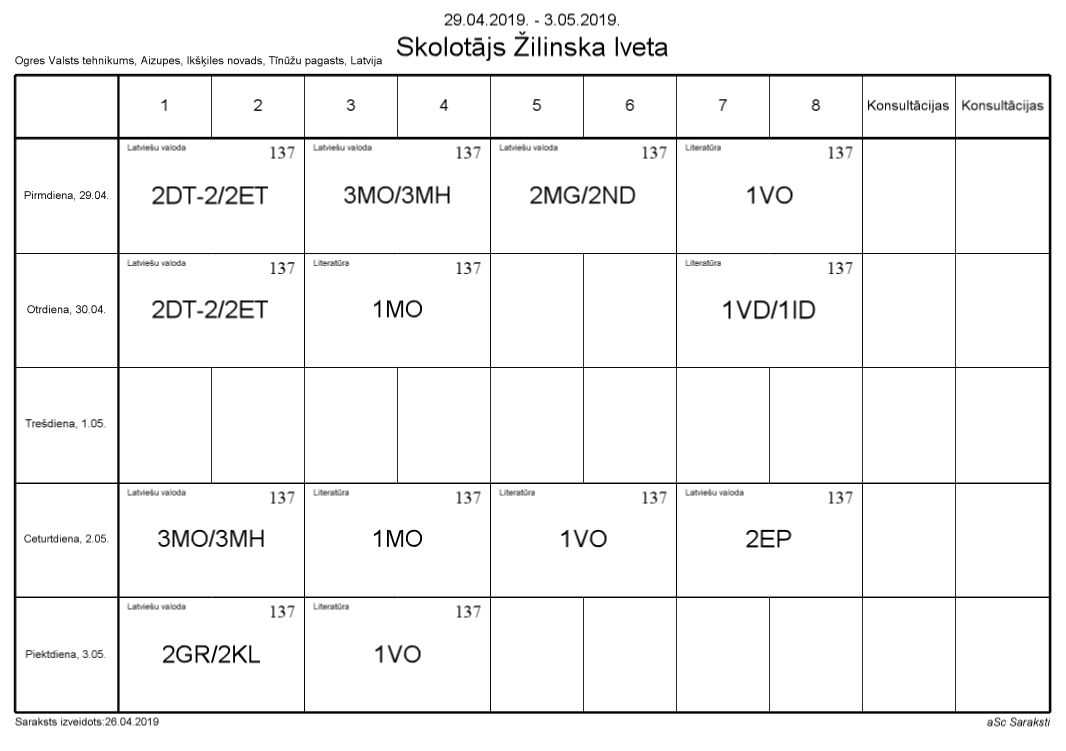 29.04.2019. - 3.05.2019.
Skolotājs Žilinska Iveta
Ogres Valsts tehnikums, Aizupes, Ikšķiles novads, Tīnūžu pagasts, Latvija
1 2 3 4 5 6 7 8 Konsultācijas Konsultācijas
Latviešu valoda 137 Latviešu valoda 137 Latviešu valoda 137 Literatūra 137
Pirmdiena, 29.04. 2DT-2/2ET 3MO/3MH 2MG/2ND 1VO
Latviešu valoda 137 Literatūra 137 Literatūra 137
Otrdiena, 30.04. 2DT-2/2ET 1MO 1VD/1ID
Trešdiena, 1.05.
Latviešu valoda 137 Literatūra 137 Literatūra 137 Latviešu valoda 137
Ceturtdiena, 2.05. 3MO/3MH 1MO 1VO 2EP
Latviešu valoda 137 Literatūra 137
Piektdiena, 3.05. 2GR/2KL 1VO
Saraksts izveidots:26.04.2019 aSc Saraksti